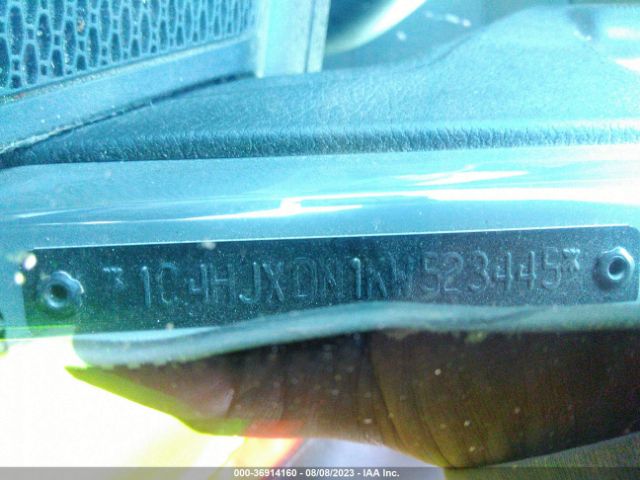 *1C4HJXDN1KW523445*
000-36914160 - 08/08/2023 - IAA Inc.